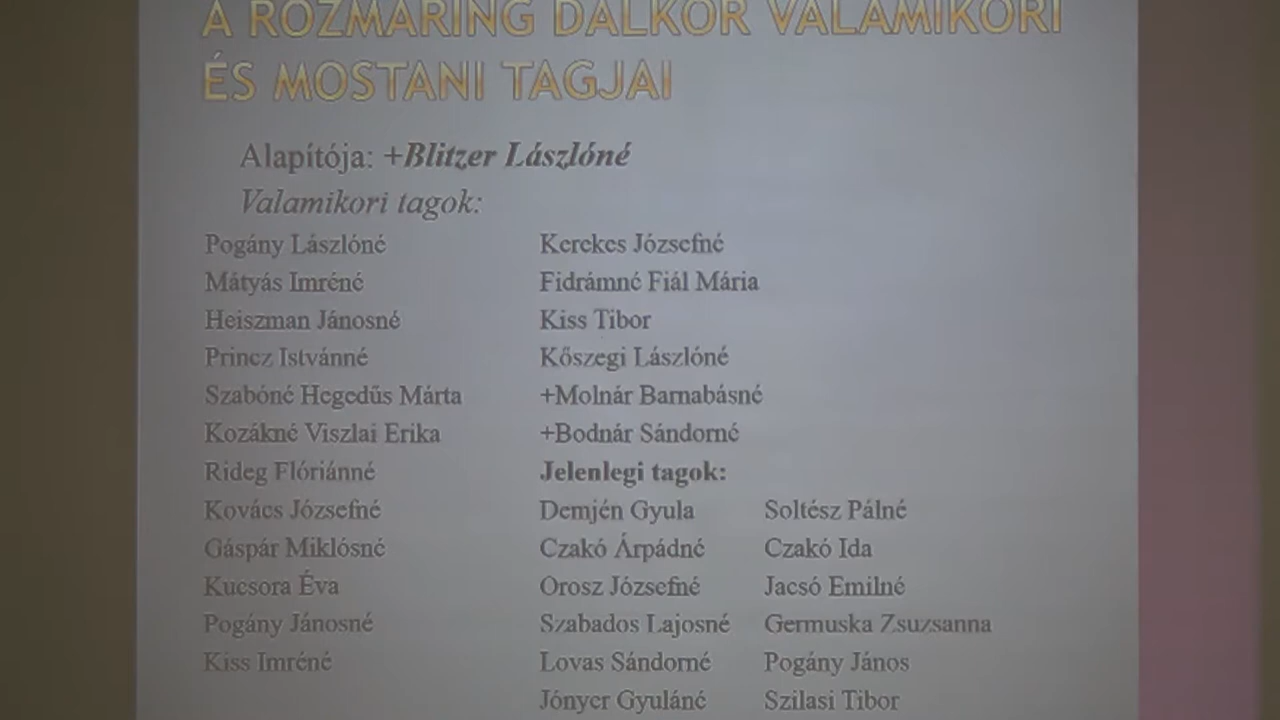 A ROZMARING DALKÖR VALAMIKORI
ÉS MOSTANI TAGJAI
Alapítója: +Blitzer Lászlóné
Valamikori tagok:
Pogány Lászlóné
Mátyás Imréné
Heiszman Jánosné
Princz Istvánné
Szabóné Hegedűs Márta
Kozákné Viszlai Erika
Rideg Flóriánné
Kovács Józsefné
Gáspár Miklósné
Kucsora Éva
Pogány Jánosné
Kiss Imréné
Kerekes Józsefné
Fidrámné Fiál Mária
Kiss Tibor
Kőszegi Lászlóné
+Molnár Barnabásné
+Bodnár Sándorné
Jelenlegi tagok:
Demjén Gyula
Czakó Árpádné
Orosz Józsefné
Szabados Lajosné
Lovas Sándorné
Jónyer Gyuláné
Soltész Pálné
Czakó Ida
Jacsó Emilné
Germuska Zsuzsanna
Pogány János
Szilasi Tibor